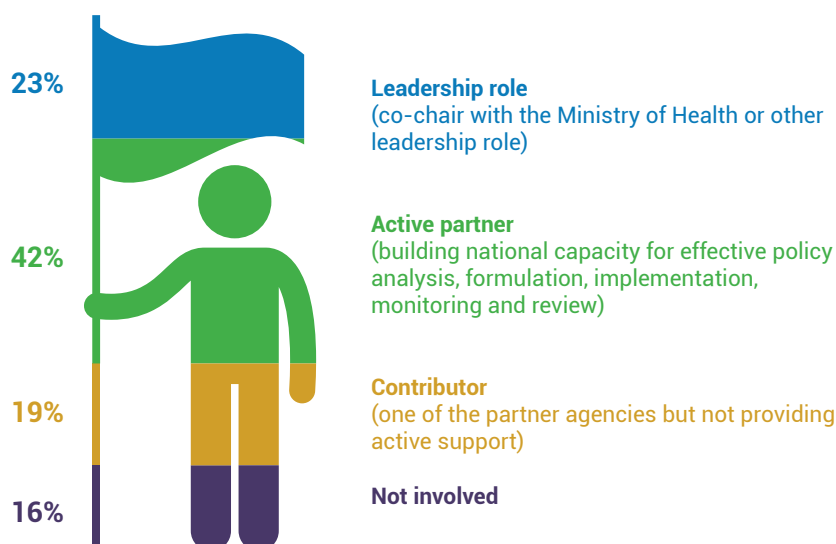 23%
Leadership role
(co-chair with the Ministry of Health or other
leadership role)
42%
Active partner
(building national capacity for effective policy
analysis, formulation, implementation,
monitoring and review)
19%
Contributor
(one of the partner agencies but not providing
active support)
16%
Not involved